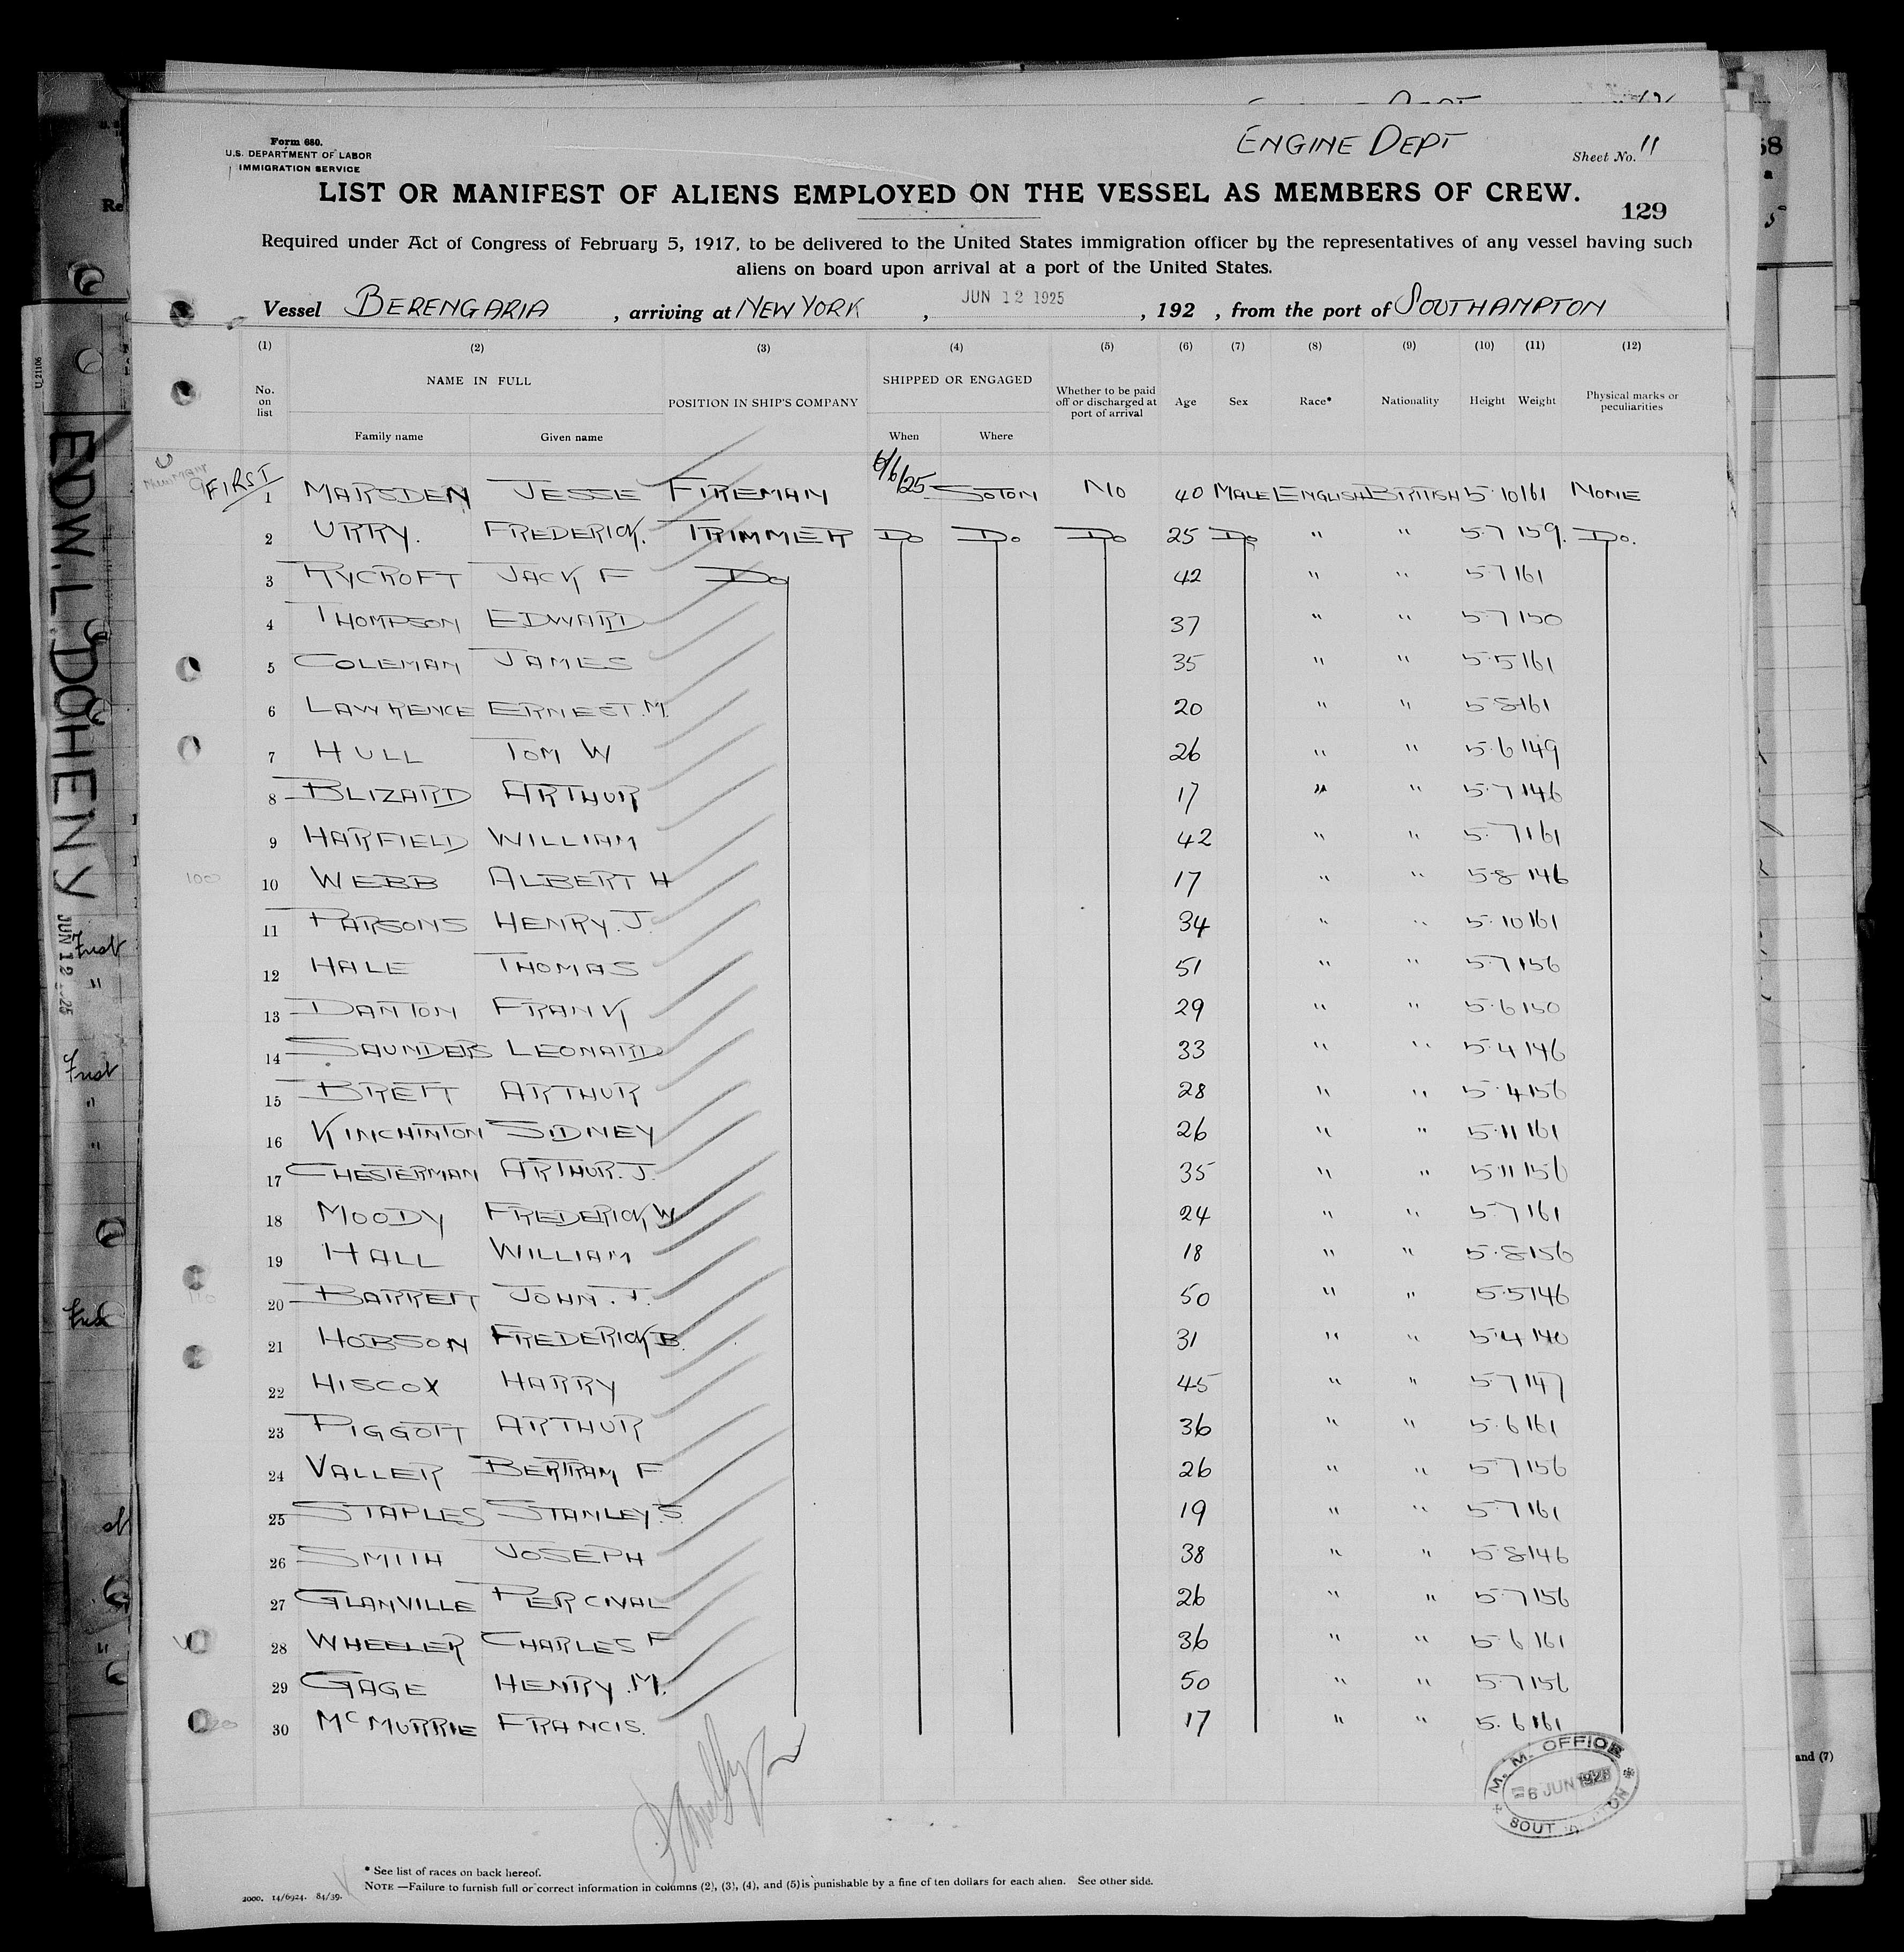 ENGINE DEPT
Form 680.
U.S. DEPARTMENT OF LABOR
IMMIGRATION SERVICE
Sheet No. 11
LIST OR MANIFEST OF ALIENS EMPLOYED ON THE VESSEL AS MEMBERS OF CREW.
129
Required under Act of Congress of February 5, 1917, to be delivered to the United States immigration officer by the representatives of any vessel having such
aliens on board upon arrival at a port of the United States.
Vessel BERENGARIA , arriving at NEW YORK , JUN 12 1925 , 192 , from the port of SOUTHAMPTON
(1) (2) (3) (4) (5) (6) (7) (8) (9) (10) (11) (12)
No. on list NAME IN FULL Family name Given name POSITION IN SHIP'S COMPANY SHIPPED OR ENGAGED When Where Whether to be paid off or discharged at port of arrival Age Sex Race* Nationality Height Weight Physical marks or peculiarities
FIRST
1 MARSDEN JESSE FIREMAN 6/6/25 SOTON NO 40 MALE ENGLISH BRITISH 5·10 161 NONE
2 URRY. FREDERICK. TRIMMER DO DO DO 25 DO " " 5·7 159. DO.
3 RYCROFT JACK F DO 42 " " 5·7 161
4 THOMPSON EDWARD 37 " " 5·7 150
5 COLEMAN JAMES 35 " " 5·5 161
6 LAWRENCE ERNEST.M. 20 " " 5·8 161
7 HULL TOM W 26 " " 5·6 149
8 BLIZARD ARTHUR 17 " " 5·7 146
9 HARFIELD WILLIAM 42 " " 5·7 161
10 WEBB ALBERT H 17 " " 5·8 146
11 PARSONS HENRY.J. 34 " " 5·10 161
12 HALE THOMAS 51 " " 5·7 156
13 DANTON FRANK 29 " " 5·6 150
14 SAUNDERS LEONARD 33 " " 5·4 146
15 BRETT ARTHUR 28 " " 5·4 156
16 KINCHINTON SIDNEY 26 " " 5·11 161
17 CHESTERMAN ARTHUR.J. 35 " " 5·11 156
18 MOODY FREDERICK W 24 " " 5·7 161
19 HALL WILLIAM 18 " " 5·8 156
20 BARRETT JOHN.T. 50 " " 5·5 146
21 HOBSON FREDERICK B. 31 " " 5·4 140
22 HISCOX HARRY 45 " " 5·7 147
23 PIGGOTT ARTHUR 36 " " 5·6 161
24 VALLER BERTRAM F 26 " " 5·7 156
25 STAPLES STANLEY.S. 19 " " 5·7 161
26 SMITH JOSEPH 38 " " 5·8 146
27 GLANVILLE PERCIVAL 26 " " 5·7 156
28 WHEELER CHARLES F 36 " " 5·6 161
29 GAGE HENRY.M. 50 " " 5·7 156
30 McMURRIE FRANCIS. 17 " " 5·6 161
M. M. OFFICE
6 JUN
* See list of races on back hereof.
NOTE —Failure to furnish full or correct information in columns (2), (3), (4), and (5) is punishable by a fine of ten dollars for each alien. See other side.
2000. 14/6924. 84/39.
EDW. L. DOHENY
and (7)